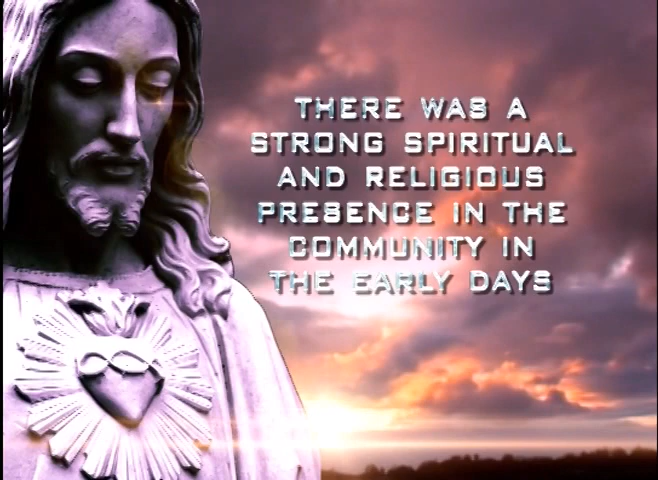 THERE WAS A
STRONG SPIRITUAL
AND RELIGIOUS
PRESENCE IN THE
COMMUNITY IN
THE EARLY DAYS